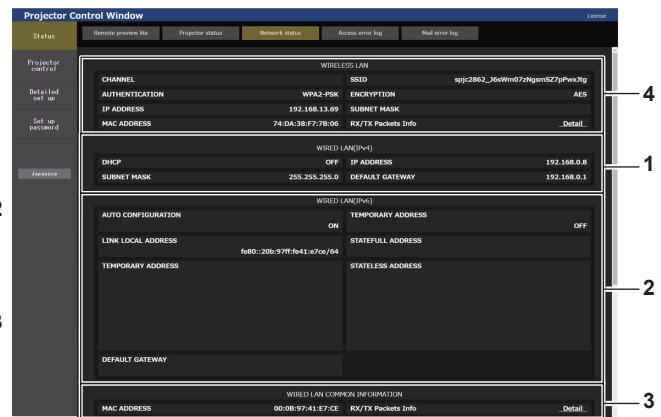 Projector Control Window
License
Status
Remote preview lite Projector status Network status Access error log Mail error log
Projector control
Detailed set up
Set up password
Japanese
WIRELESS LAN
CHANNEL SSID spjc2862_J6sWm07zNgsmSZ7pPwxJtg
AUTHENTICATION WPA2-PSK ENCRYPTION AES
IP ADDRESS 192.168.13.69 SUBNET MASK
MAC ADDRESS 74:DA:38:F7:7B:06 RX/TX Packets Info Detail
4
WIRED LAN(IPv4)
DHCP OFF IP ADDRESS 192.168.0.8
SUBNET MASK 255.255.255.0 DEFAULT GATEWAY 192.168.0.1
1
WIRED LAN(IPv6)
AUTO CONFIGURATION ON TEMPORARY ADDRESS OFF
LINK LOCAL ADDRESS fe80::20b:97ff:fe41:e7ce/64 STATEFULL ADDRESS
TEMPORARY ADDRESS STATELESS ADDRESS
DEFAULT GATEWAY
2
WIRED LAN COMMON INFORMATION
MAC ADDRESS 00:0B:97:41:E7:CE RX/TX Packets Info Detail
3